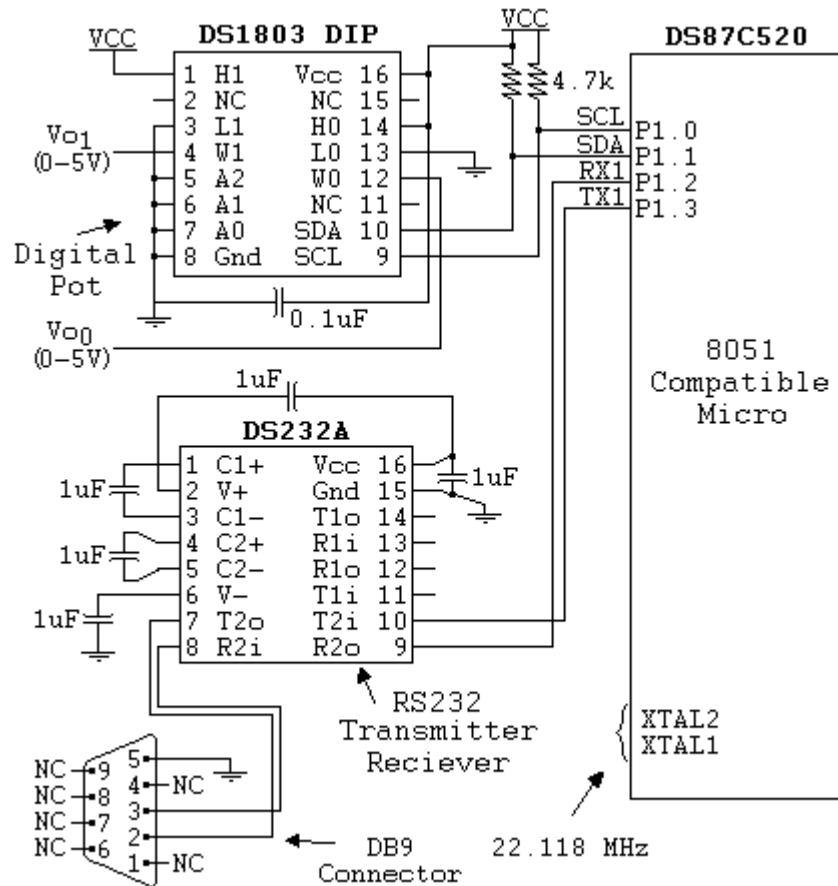 DS1803 DIP
VCC
DS87C520
VCC
1 H1 Vcc 16
2 NC NC 15
3 L1 H0 14
4 W1 L0 13
5 A2 W0 12
6 A1 NC 11
7 A0 SDA 10
8 Gnd SCL 9
4.7k
Vo1
(0-5V)
SCL P1.0
SDA P1.1
RX1 P1.2
TX1 P1.3
Digital
Pot
0.1uF
Vo0
(0-5V)
8051
Compatible
Micro
1uF
DS232A
1 C1+ Vcc 16
2 V+ Gnd 15
3 C1- T1o 14
4 C2+ R1i 13
5 C2- R1o 12
6 V- T1i 11
7 T2o T2i 10
8 R2i R2o 9
1uF
1uF
1uF
1uF
RS232
Transmitter
Reciever
XTAL2
XTAL1
22.118 MHz
NC 9 5
NC 8 4 NC
NC 7 3
NC 6 2
1 NC
DB9
Connector